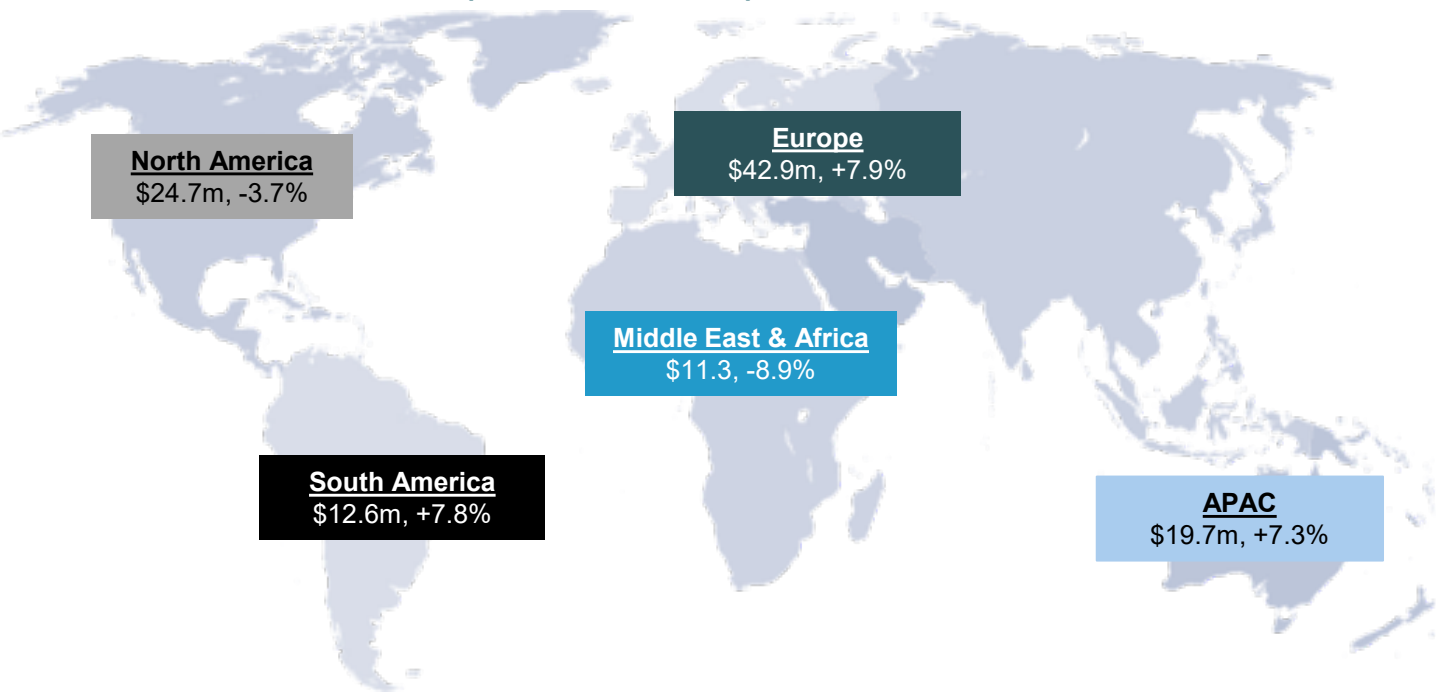 North America
$24.7m, -3.7%
Europe
$42.9m, +7.9%
Middle East & Africa
$11.3, -8.9%
South America
$12.6m, +7.8%
APAC
$19.7m, +7.3%